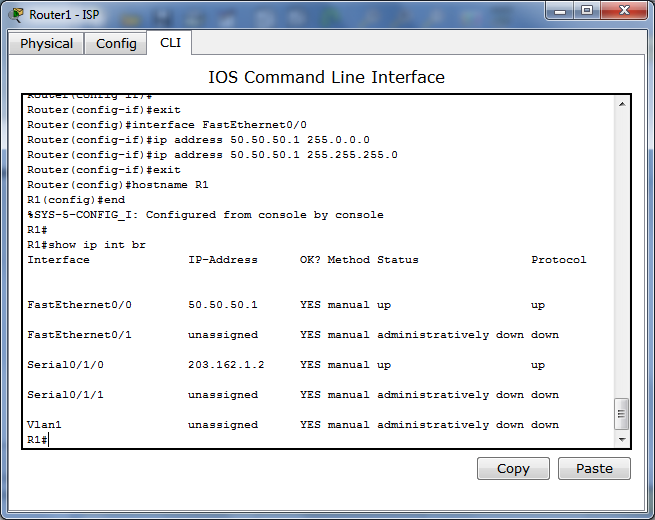 Router1 - ISP
Physical Config CLI
IOS Command Line Interface
Router(config-if)#
Router(config-if)#exit
Router(config)#interface FastEthernet0/0
Router(config-if)#ip address 50.50.50.1 255.0.0.0
Router(config-if)#ip address 50.50.50.1 255.255.255.0
Router(config-if)#exit
Router(config)#hostname R1
R1(config)#end
%SYS-5-CONFIG_I: Configured from console by console
R1#
R1#show ip int br
Interface IP-Address OK? Method Status Protocol
FastEthernet0/0 50.50.50.1 YES manual up up
FastEthernet0/1 unassigned YES manual administratively down down
Serial0/1/0 203.162.1.2 YES manual up up
Serial0/1/1 unassigned YES manual administratively down down
Vlan1 unassigned YES manual administratively down down
R1#
Copy Paste